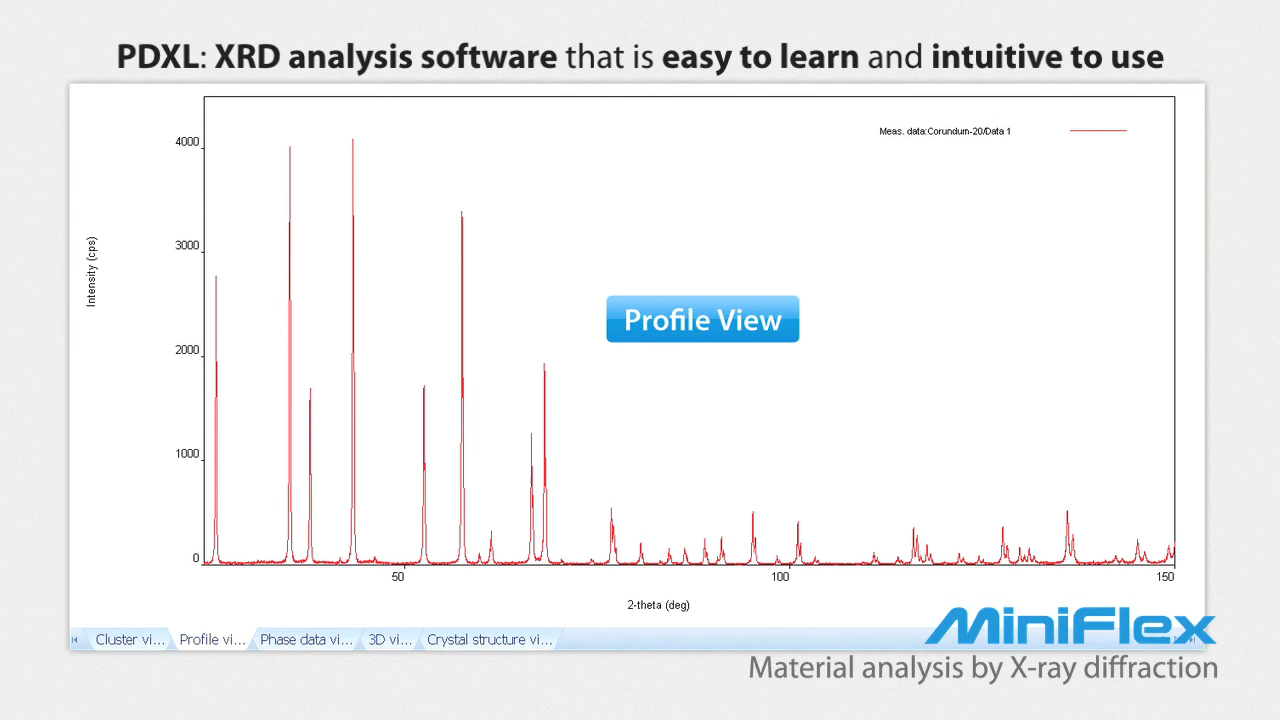 PDXL: XRD analysis software that is easy to learn and intuitive to use
Meas. data:Corundum-20/Data 1
4000
3000
Intensity (cps)
Profile View
2000
1000
0
50
100
150
2-theta (deg)
Cluster vi... Profile vi... Phase data vi... 3D vi... Crystal structure vi...
MiniFlex
Material analysis by X-ray diffraction